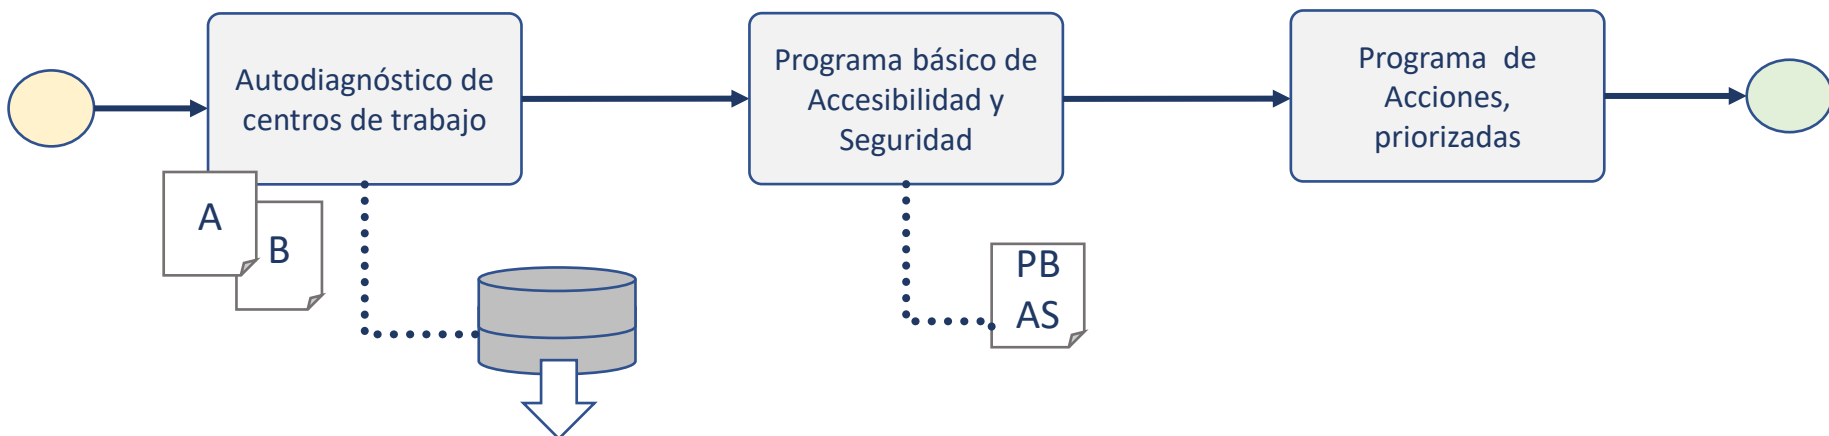 Autodiagnóstico de
centros de trabajo
Programa básico de
Accesibilidad y
Seguridad
Programa de
Acciones,
priorizadas
A
B
PB
AS